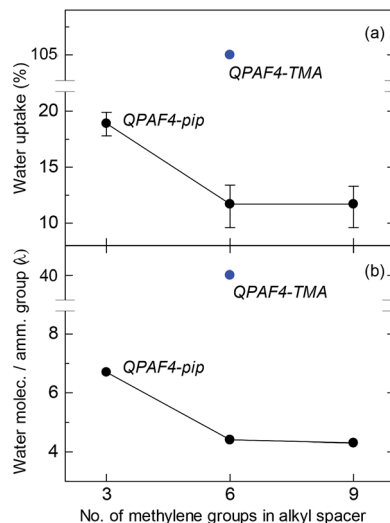 (a)
105
QPAF4-TMA
Water uptake (%)
20
QPAF4-pip
15
10
(b)
40
QPAF4-TMA
Water molec. / amm. group (λ)
8
QPAF4-pip
6
4
3 6 9
No. of methylene groups in alkyl spacer